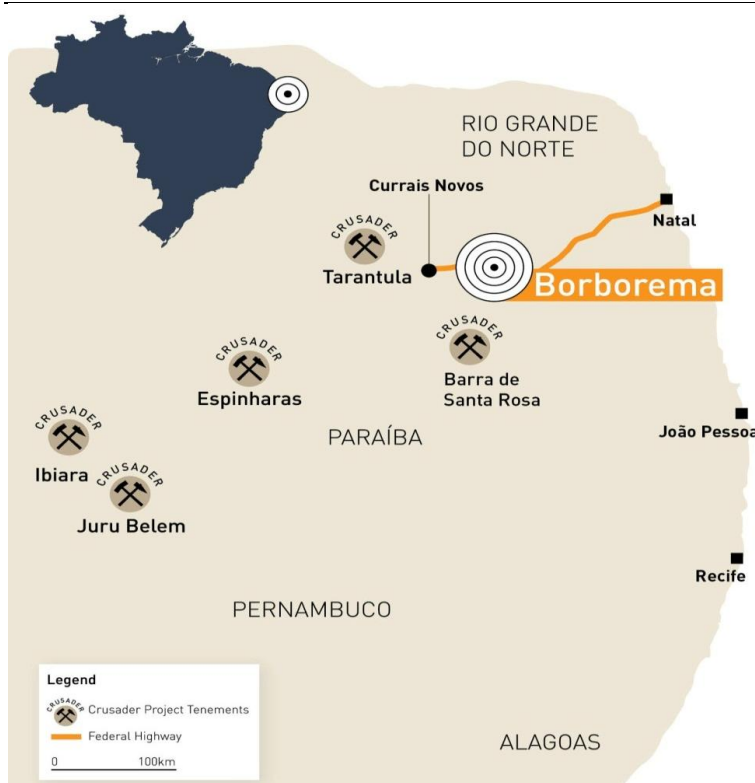 RIO GRANDE
DO NORTE
Currais Novos
Natal
CRUSADER
Tarantula
Borborema
CRUSADER
Barra de
Santa Rosa
CRUSADER
Espinharas
João Pessoa
PARAÍBA
CRUSADER
Ibiara
CRUSADER
Juru Belem
Recife
PERNAMBUCO
Legend
CRUSADER
Crusader Project Tenements
Federal Highway
0 100km
ALAGOAS